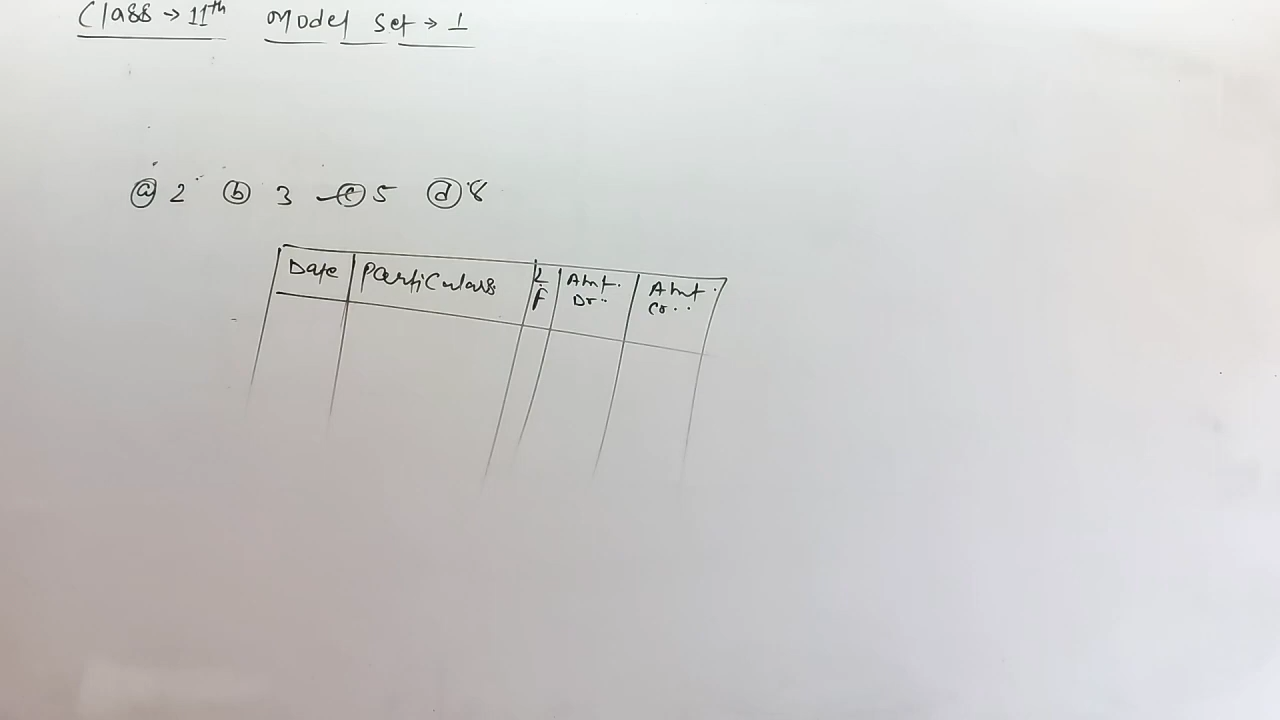 Class → 11th Model Set → 1
(a) 2 (b) 3 (c) 5 (d) 8
Date Particulars L.F Amt. Dr.. Amt. Cr..